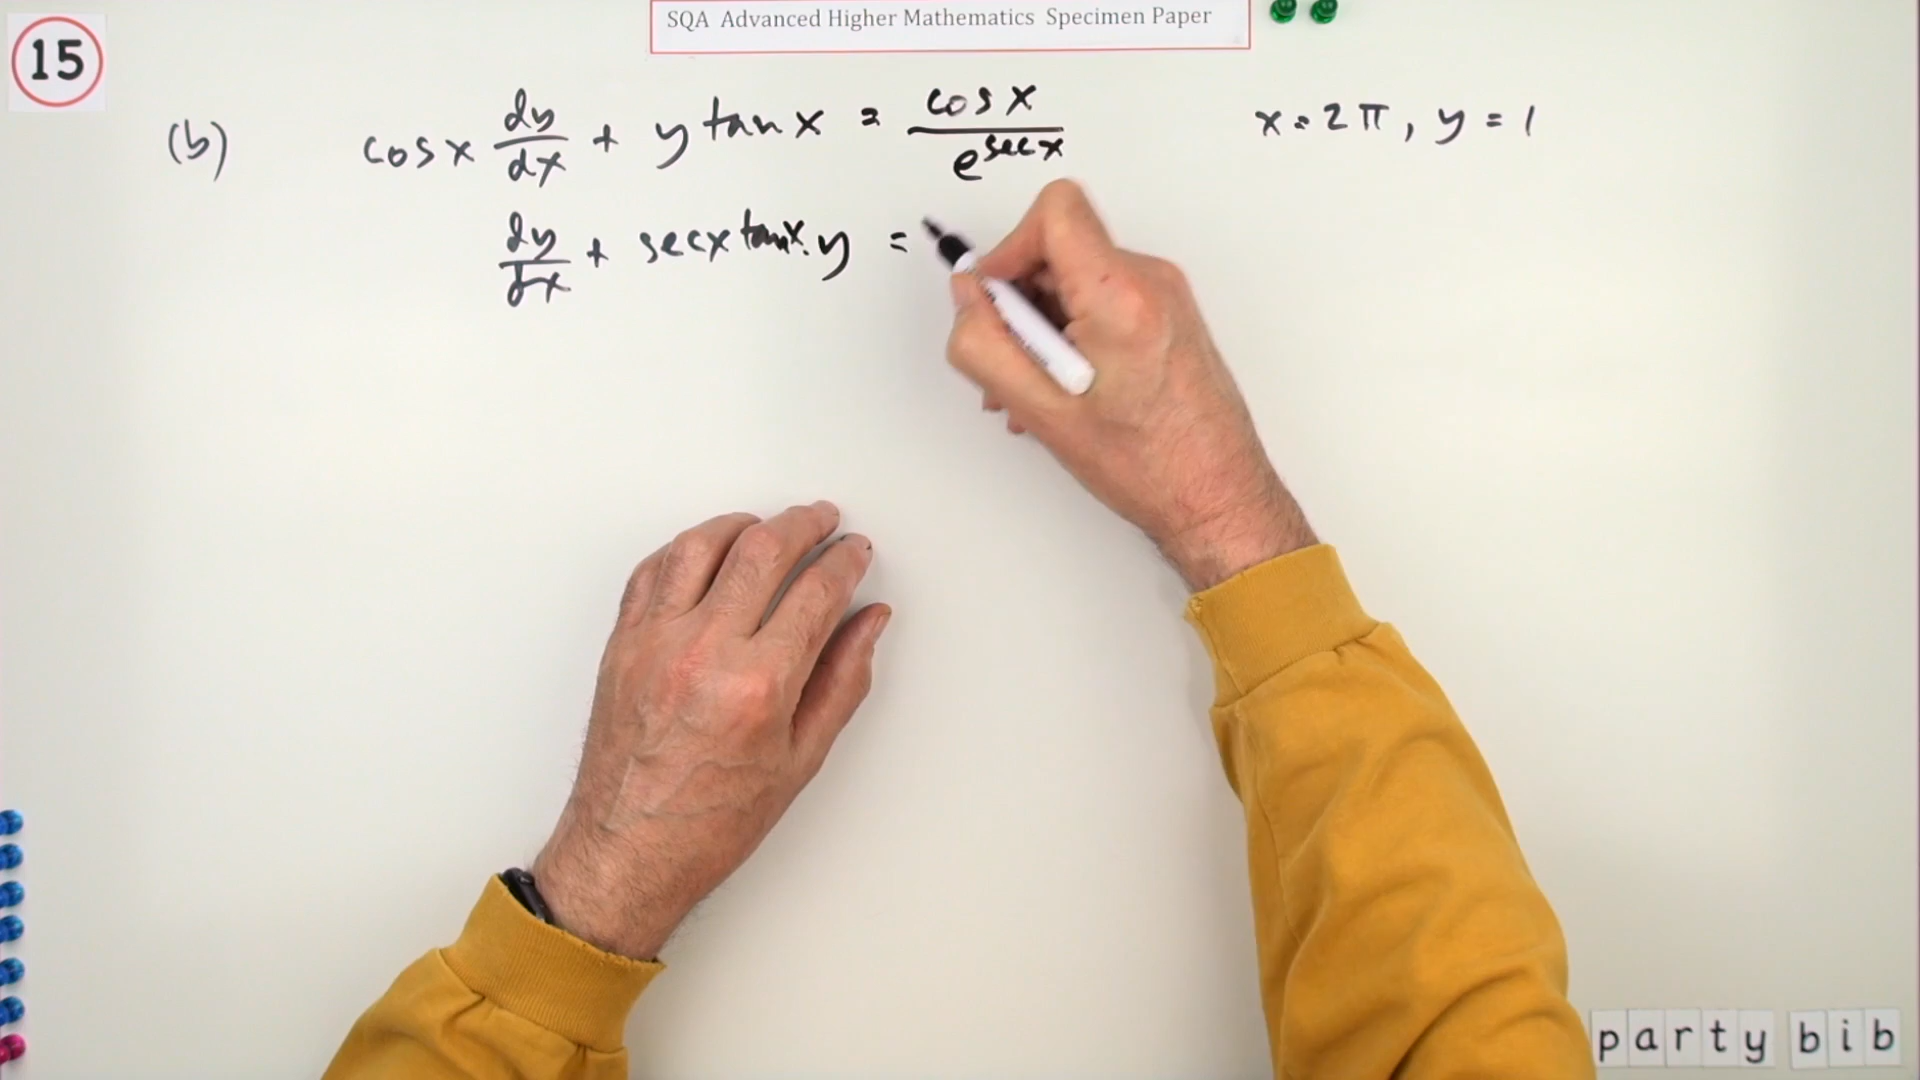 SQA Advanced Higher Mathematics Specimen Paper
15
(b) cos x dy/dx + y tan x = cos x / e^sec x x = 2π, y = 1
dy/dx + sec x tan x . y =
party bib